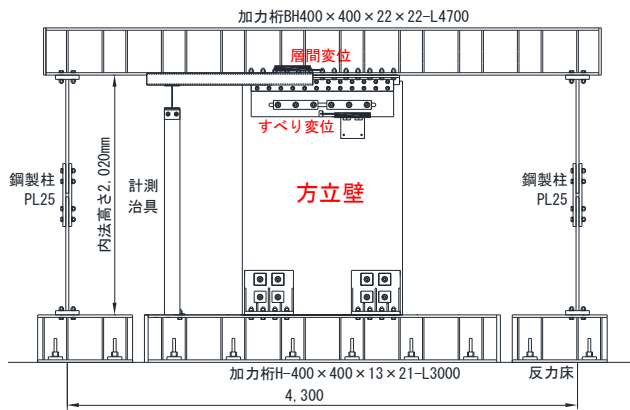 加力桁BH400×400×22×22-L4700
層間変位
すべり変位
鋼製柱
PL25
内法高さ2,020mm
計測
治具
方立壁
鋼製柱
PL25
加力桁H-400×400×13×21-L3000
反力床
4,300